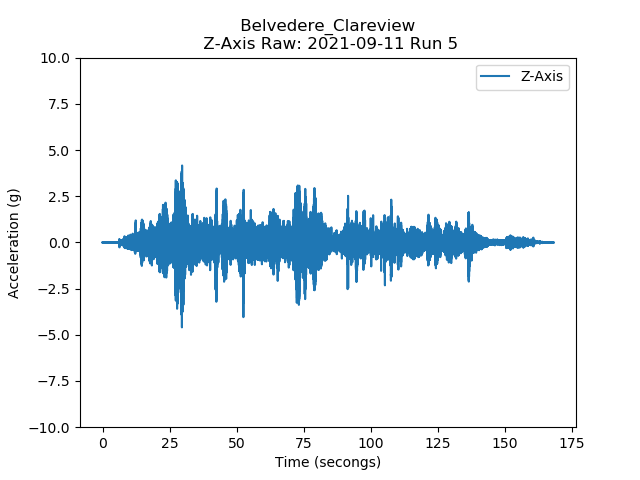 Belvedere_Clareview
Z-Axis Raw: 2021-09-11 Run 5
Z-Axis
10.0
7.5
5.0
2.5
0.0
−2.5
−5.0
−7.5
−10.0
Acceleration (g)
0 25 50 75 100 125 150 175
Time (seconds)